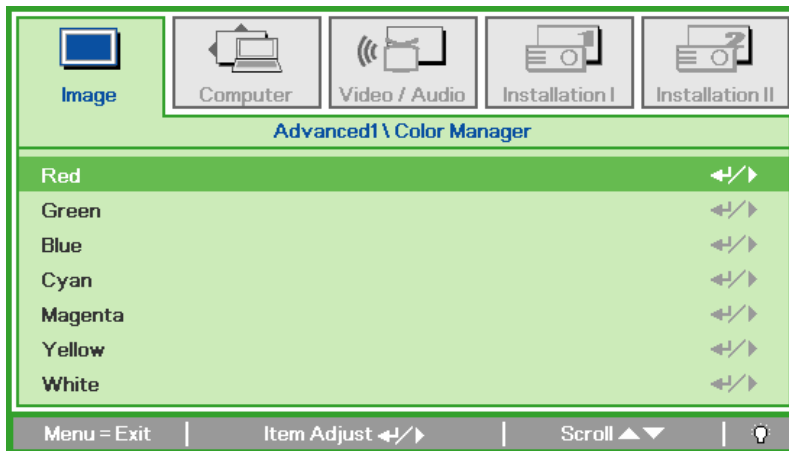 Image Computer Video / Audio Installation I Installation II
Advanced1 \ Color Manager
Red
Green
Blue
Cyan
Magenta
Yellow
White
Menu = Exit Item Adjust Scroll